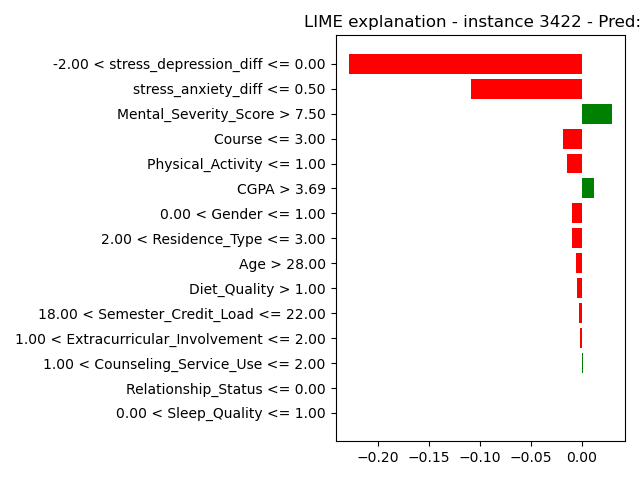 LIME explanation - instance 3422 - Pred:
-2.00 < stress_depression_diff <= 0.00
stress_anxiety_diff <= 0.50
Mental_Severity_Score > 7.50
Course <= 3.00
Physical_Activity <= 1.00
CGPA > 3.69
0.00 < Gender <= 1.00
2.00 < Residence_Type <= 3.00
Age > 28.00
Diet_Quality > 1.00
18.00 < Semester_Credit_Load <= 22.00
1.00 < Extracurricular_Involvement <= 2.00
1.00 < Counseling_Service_Use <= 2.00
Relationship_Status <= 0.00
0.00 < Sleep_Quality <= 1.00
−0.20 −0.15 −0.10 −0.05 0.00